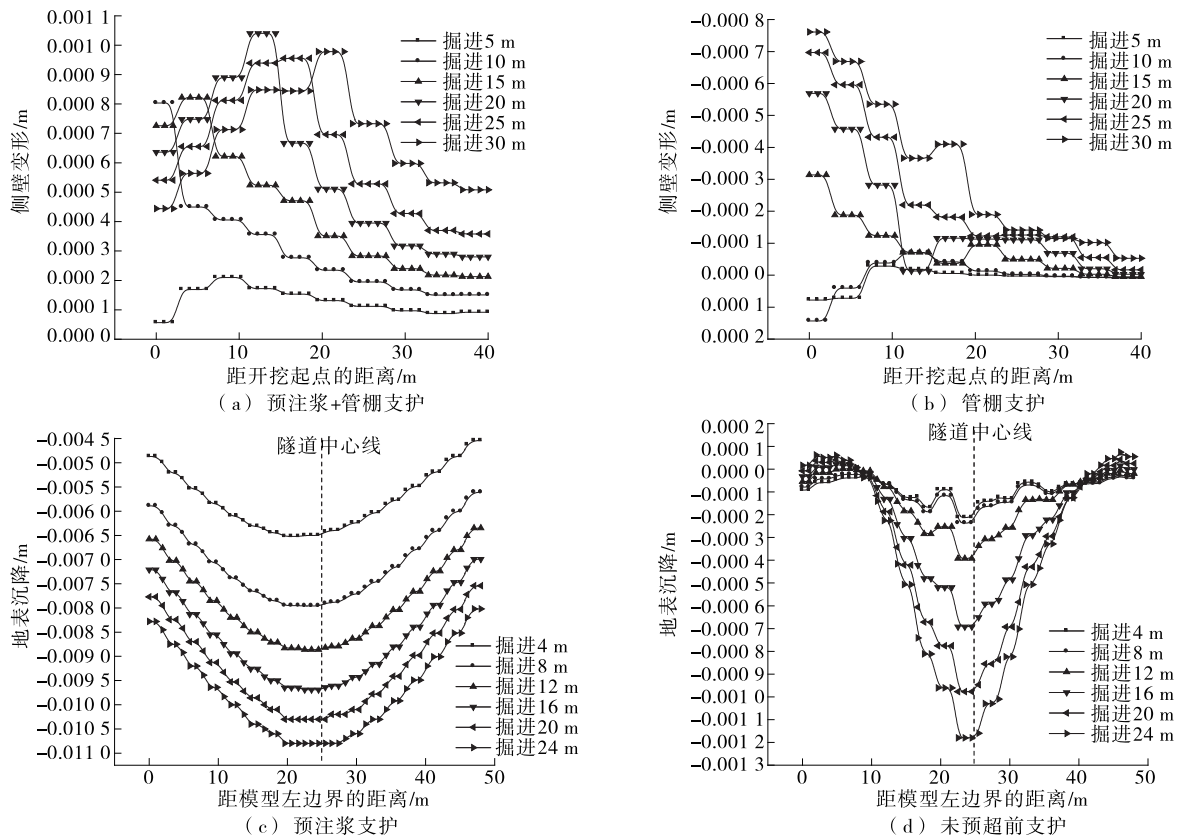 0.001 1
0.001 0
0.000 9
0.000 8
0.000 7
0.000 6
0.000 5
0.000 4
0.000 3
0.000 2
0.000 1
0.000 0
侧壁变形/m
掘进5 m
掘进10 m
掘进15 m
掘进20 m
掘进25 m
掘进30 m
0 10 20 30 40
距开挖起点的距离/m
(a) 预注浆+管棚支护
-0.000 8
-0.000 7
-0.000 6
-0.000 5
-0.000 4
-0.000 3
-0.000 2
-0.000 1
0.000 0
0.000 1
0.000 2
侧壁变形/m
掘进5 m
掘进10 m
掘进15 m
掘进20 m
掘进25 m
掘进30 m
0 10 20 30 40
距开挖起点的距离/m
(b) 管棚支护
-0.004 5
-0.005 0
-0.005 5
-0.006 0
-0.006 5
-0.007 0
-0.007 5
-0.008 0
-0.008 5
-0.009 0
-0.009 5
-0.010 0
-0.010 5
-0.011 0
地表沉降/m
隧道中心线
掘进4 m
掘进8 m
掘进12 m
掘进16 m
掘进20 m
掘进24 m
0 10 20 30 40 50
距模型左边界的距离/m
(c) 预注浆支护
0.000 2
0.000 1
0.000 0
-0.000 1
-0.000 2
-0.000 3
-0.000 4
-0.000 5
-0.000 6
-0.000 7
-0.000 8
-0.000 9
-0.001 0
-0.001 1
-0.001 2
-0.001 3
地表沉降/m
隧道中心线
掘进4 m
掘进8 m
掘进12 m
掘进16 m
掘进20 m
掘进24 m
0 10 20 30 40 50
距模型左边界的距离/m
(d) 未预超前支护